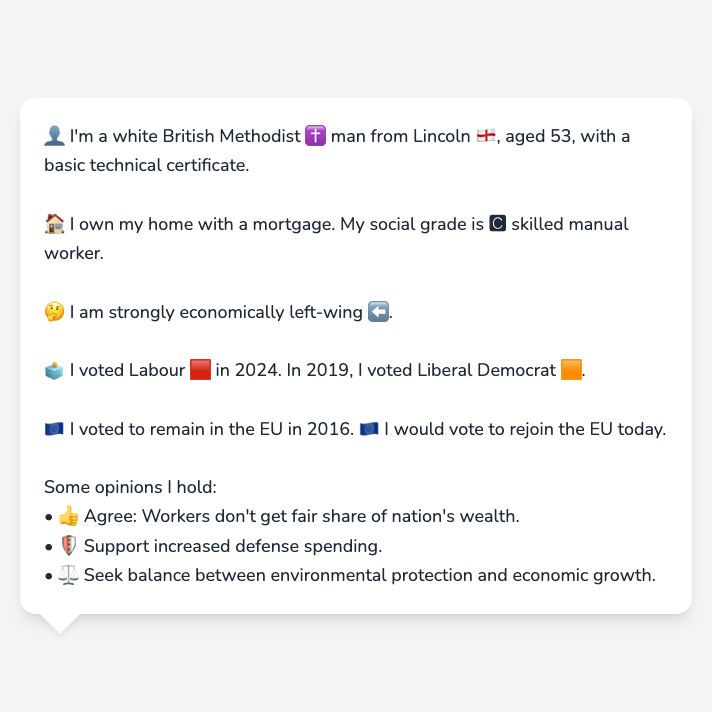 👤 I'm a white British Methodist ✝️ man from Lincoln 🏴󠁧󠁢󠁥󠁮󠁧󠁿, aged 53, with a
basic technical certificate.
🏠 I own my home with a mortgage. My social grade is 🅲 skilled manual
worker.
🤔 I am strongly economically left-wing ⬅️.
🗳️ I voted Labour 🟥 in 2024. In 2019, I voted Liberal Democrat 🟧.
🇪🇺 I voted to remain in the EU in 2016. 🇪🇺 I would vote to rejoin the EU today.
Some opinions I hold:
• 👍 Agree: Workers don't get fair share of nation's wealth.
• 🛡️ Support increased defense spending.
• ⚖️ Seek balance between environmental protection and economic growth.